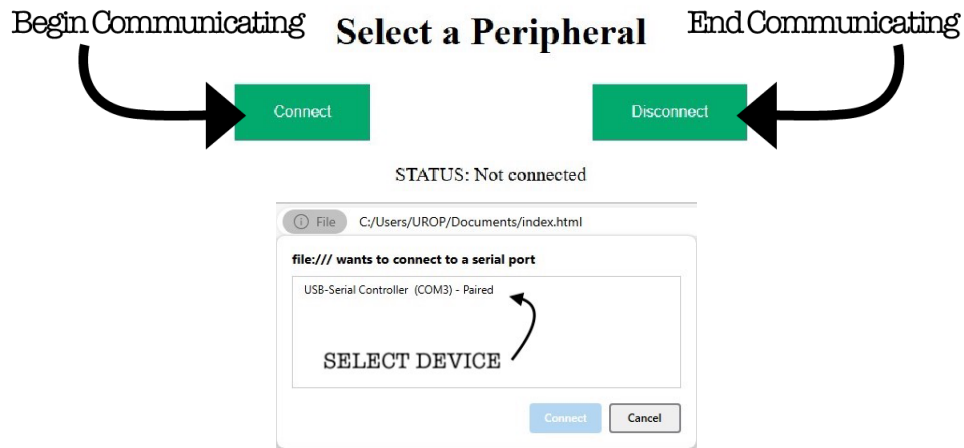 Begin Communicating
Select a Peripheral
End Communicating
Connect
Disconnect
STATUS: Not connected
File C:/Users/UROP/Documents/index.html
file:/// wants to connect to a serial port
USB-Serial Controller (COM3) - Paired
SELECT DEVICE
Connect
Cancel